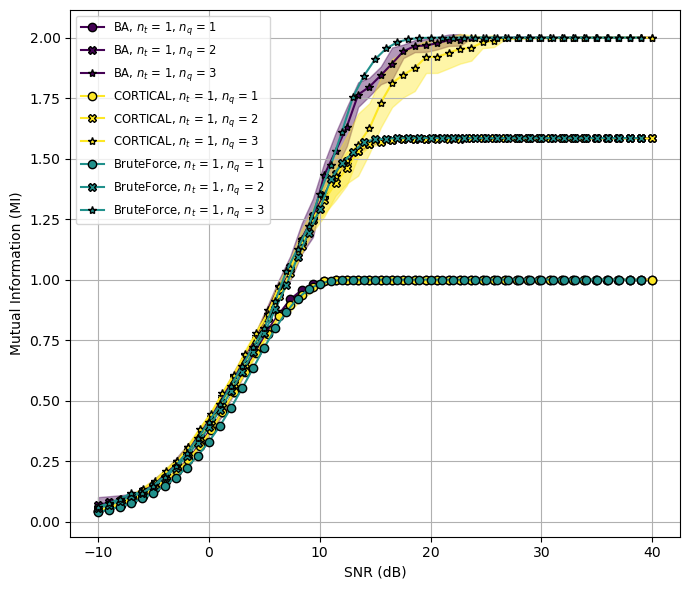 BA, n_t = 1, n_q = 1
BA, n_t = 1, n_q = 2
BA, n_t = 1, n_q = 3
CORTICAL, n_t = 1, n_q = 1
CORTICAL, n_t = 1, n_q = 2
CORTICAL, n_t = 1, n_q = 3
BruteForce, n_t = 1, n_q = 1
BruteForce, n_t = 1, n_q = 2
BruteForce, n_t = 1, n_q = 3
Mutual Information (MI)
2.00
1.75
1.50
1.25
1.00
0.75
0.50
0.25
0.00
−10 0 10 20 30 40
SNR (dB)